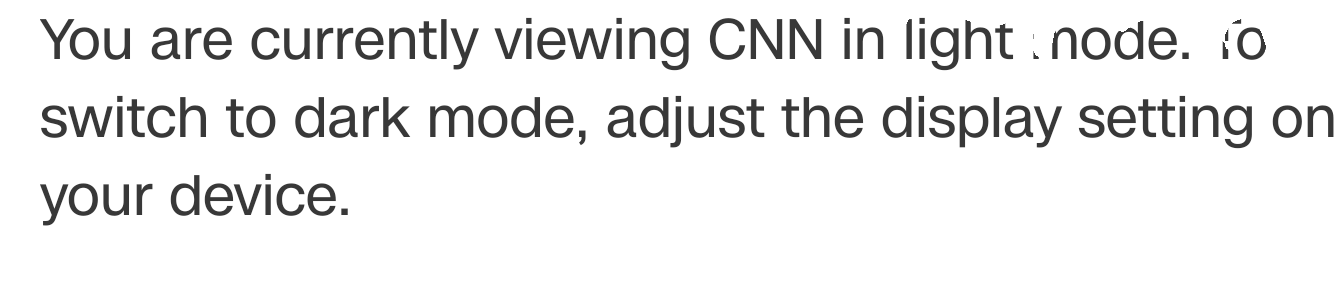 You are currently viewing CNN in light mode. To
switch to dark mode, adjust the display setting on
your device.